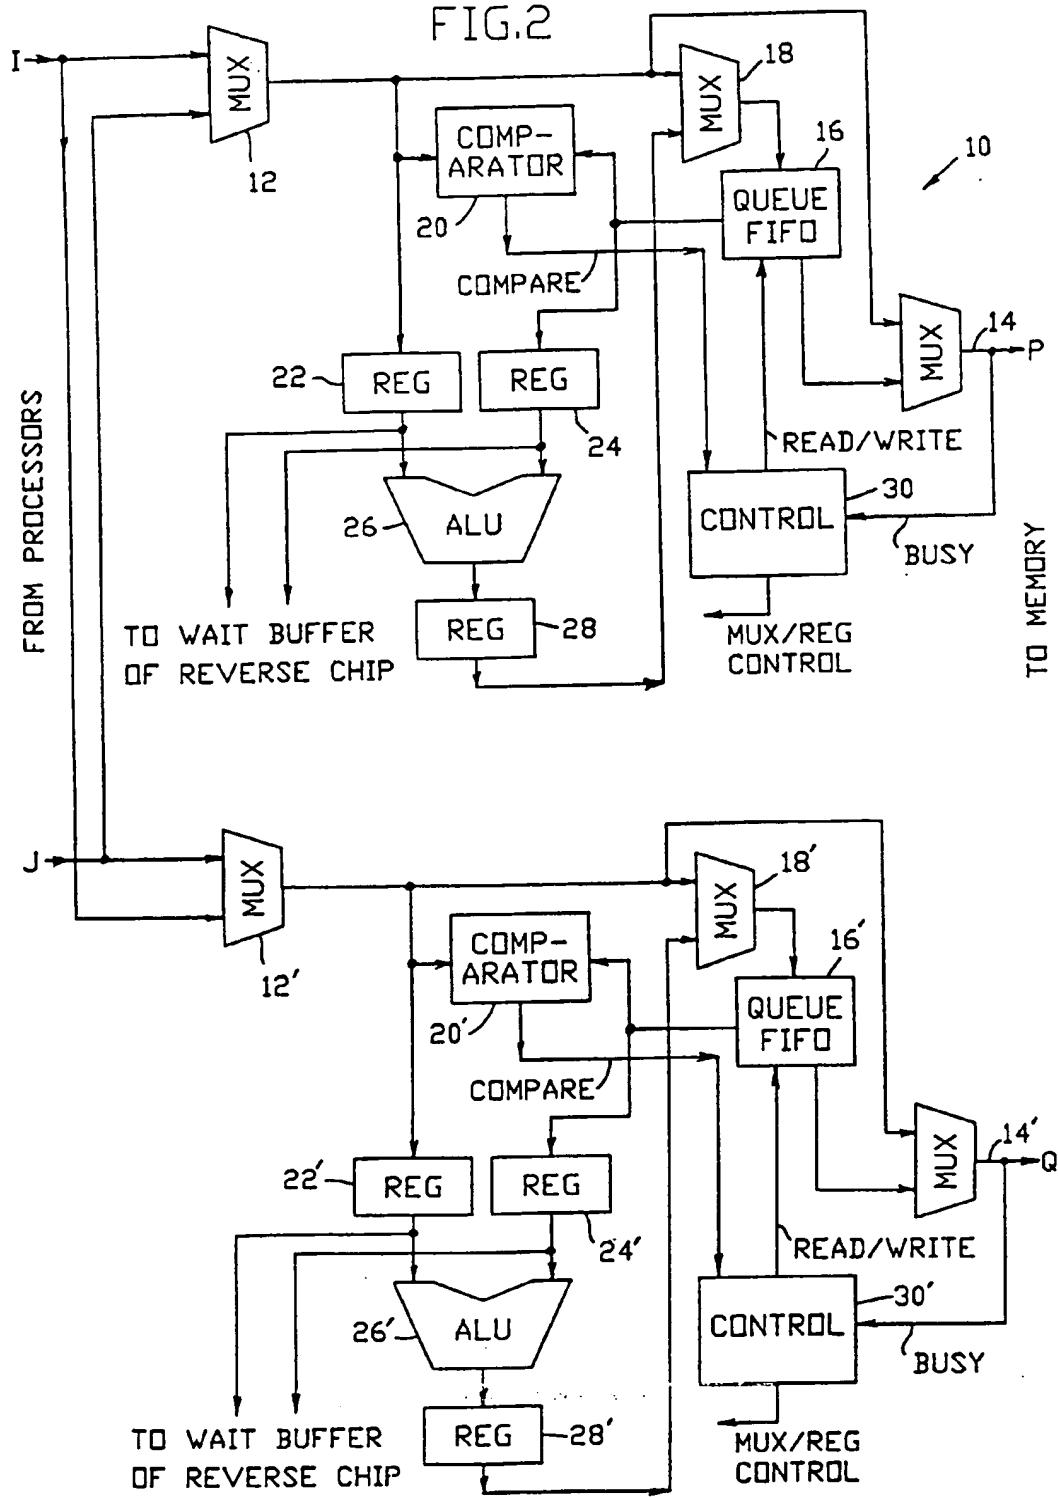 FIG.2
I
MUX
12
COMP-
ARATOR
20
MUX
18
QUEUE
FIFO
16
10
COMPARE
MUX
14
P
22
REG
REG
24
READ/WRITE
26
ALU
CONTROL
30
BUSY
FROM PROCESSORS
TO MEMORY
TO WAIT BUFFER
OF REVERSE CHIP
REG
28
MUX/REG
CONTROL
J
MUX
12'
COMP-
ARATOR
20'
MUX
18'
16'
QUEUE
FIFO
COMPARE
MUX
14'
Q
22'
REG
REG
24'
READ/WRITE
26'
ALU
CONTROL
30'
BUSY
TO WAIT BUFFER
OF REVERSE CHIP
REG
28'
MUX/REG
CONTROL